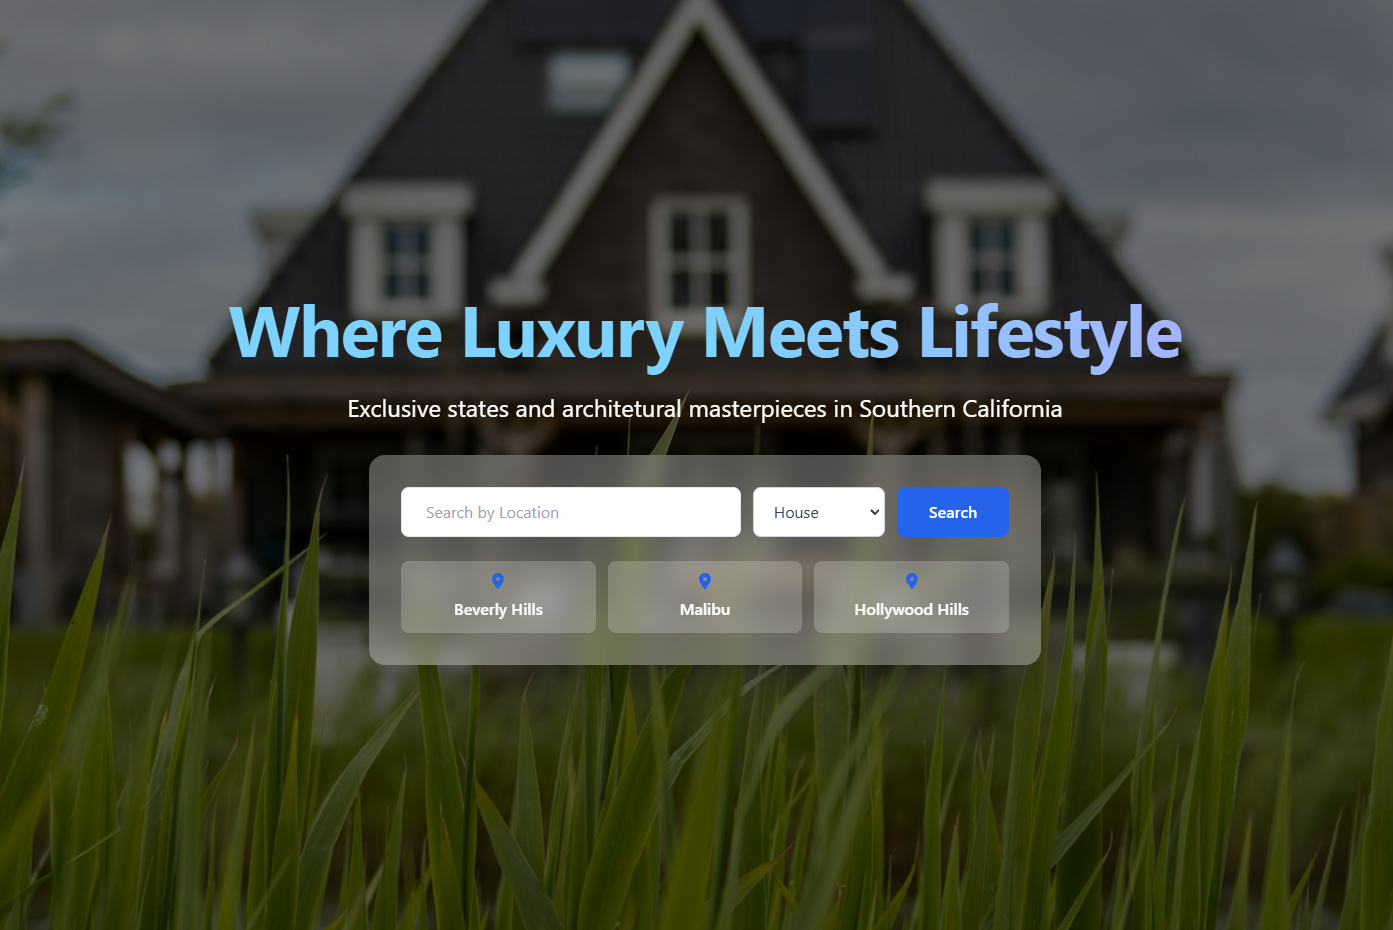 Where Luxury Meets Lifestyle
Exclusive states and architetural masterpieces in Southern California
Search by Location
House
Search
Beverly Hills
Malibu
Hollywood Hills